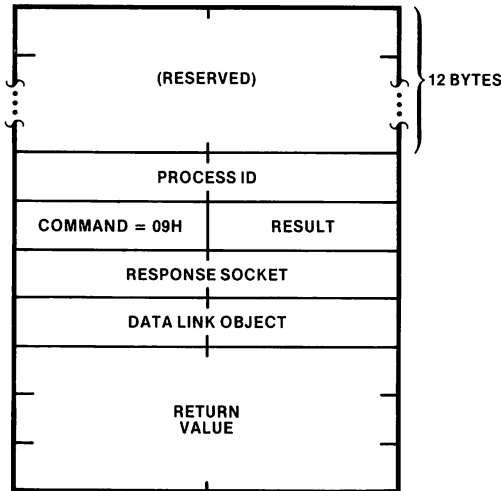 (RESERVED)
12 BYTES
PROCESS ID
COMMAND = 09H
RESULT
RESPONSE SOCKET
DATA LINK OBJECT
RETURN
VALUE